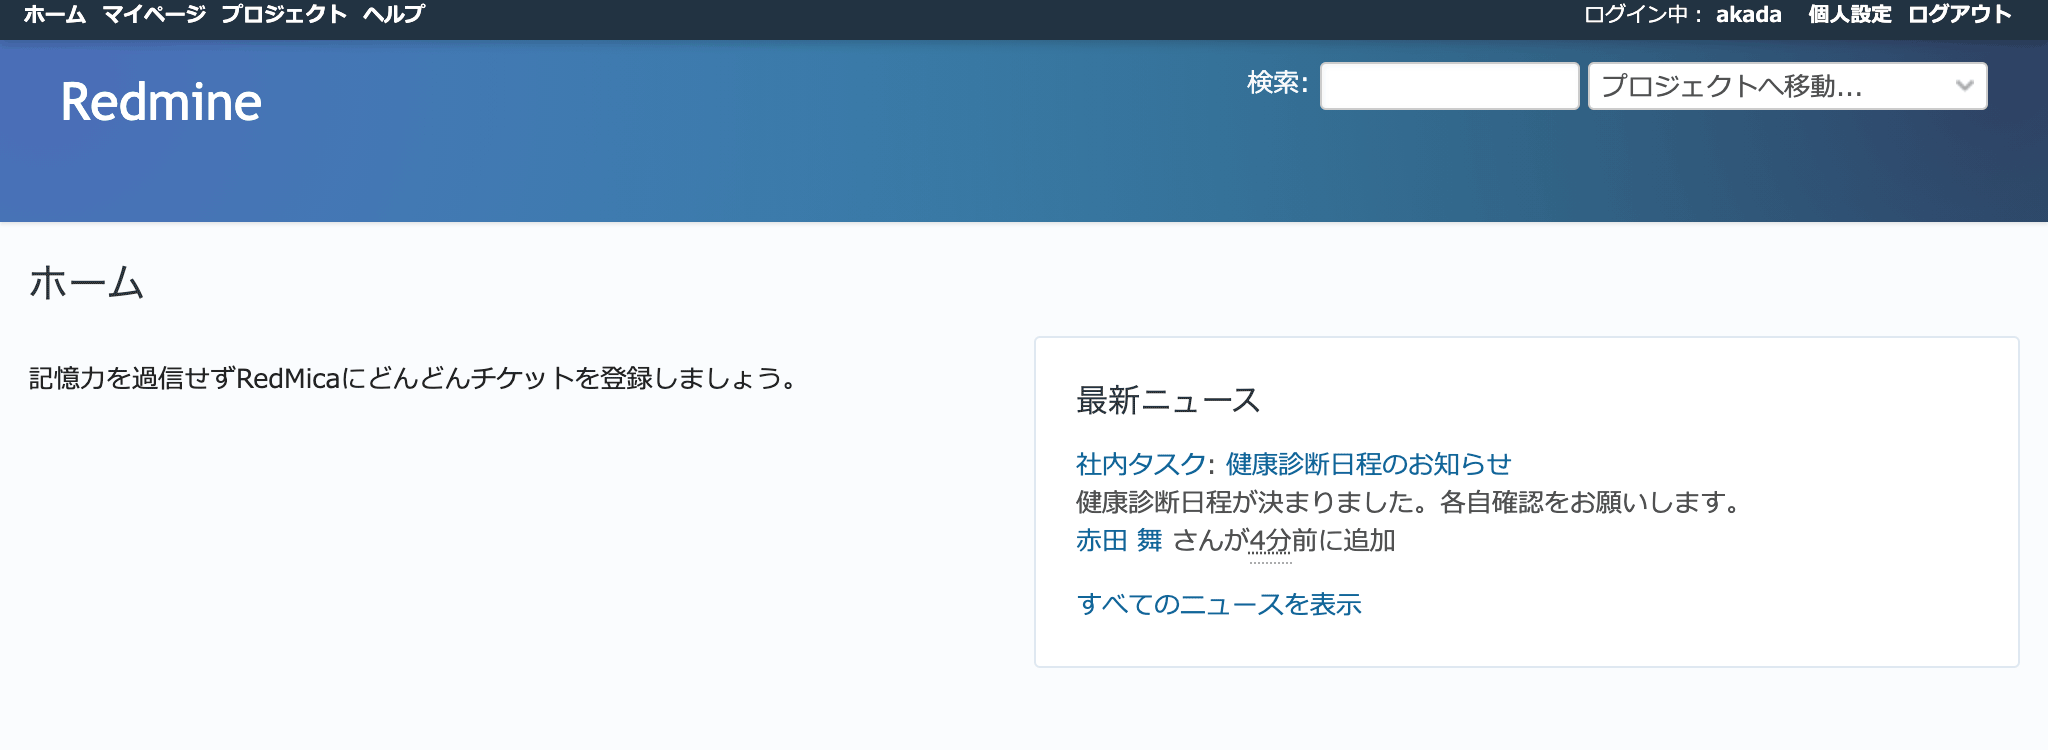 ホーム マイページ プロジェクト ヘルプ
ログイン中： akada 個人設定 ログアウト
Redmine
検索: プロジェクトへ移動...
ホーム
記憶力を過信せずRedMicaにどんどんチケットを登録しましょう。
最新ニュース
社内タスク: 健康診断日程のお知らせ
健康診断日程が決まりました。各自確認をお願いします。
赤田 舞 さんが4分前に追加
すべてのニュースを表示